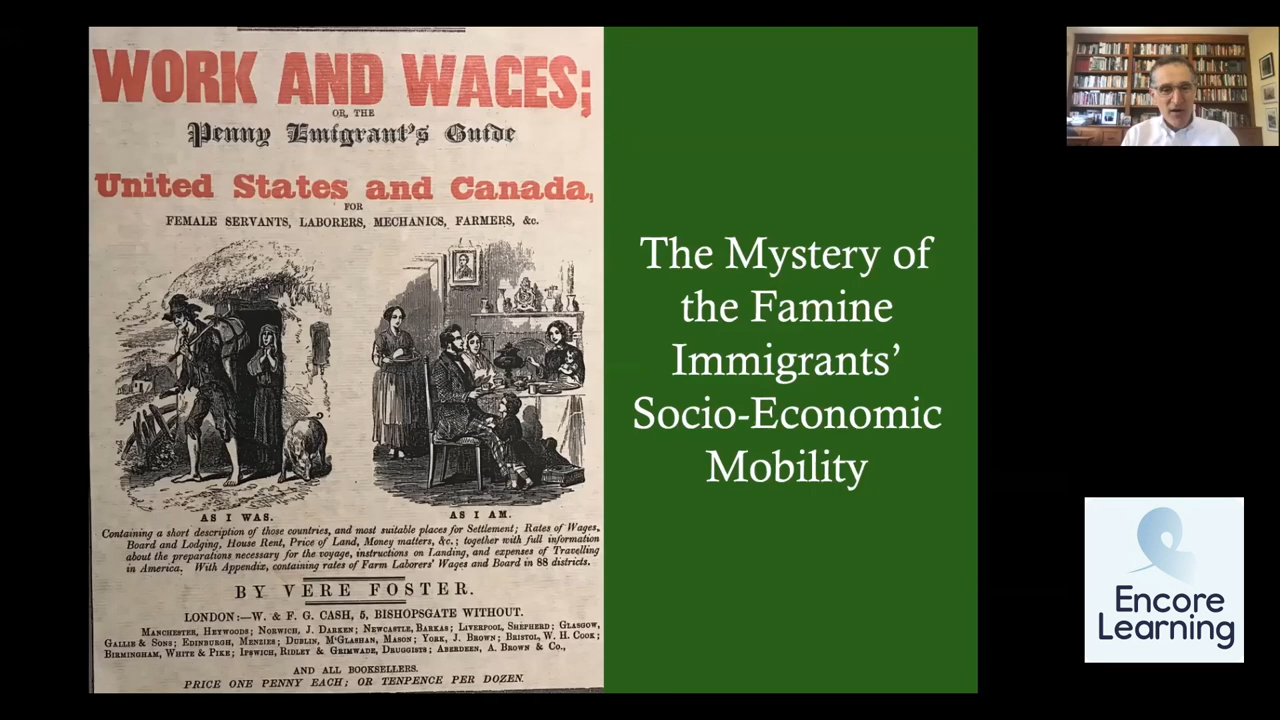 WORK AND WAGES;
OR, THE
Penny Emigrant's Guide
United States and Canada,
FOR
FEMALE SERVANTS, LABORERS, MECHANICS, FARMERS, &c.
AS I WAS.
AS I AM.
Containing a short description of those countries, and most suitable places for Settlement; Rates of Wages,
Board and Lodging, House Rent, Price of Land, Money matters, &c.; together with full information
about the preparations necessary for the voyage, instructions on Landing, and expenses of Travelling
in America. With Appendix, containing rates of Farm Laborers' Wages and Board in 88 districts.
BY VERE FOSTER.
LONDON:—W. & F. G. CASH, 5, BISHOPSGATE WITHOUT.
MANCHESTER, HEYWOODS; NORWICH, J. DARKEN; NEWCASTLE, BARKAS; LIVERPOOL, SHEPHERD; GLASGOW,
GALLIE & SONS; EDINBURGH, MENZIES; DUBLIN, M'GLASHAN, MASON; YORK, J. BROWN; BRISTOL, W. H. COOK;
BIRMINGHAM, WHITE & PIKE; IPSWICH, RIDLEY & GRIMWADE, DRUGGISTS; ABERDEEN, A. BROWN & CO.,
AND ALL BOOKSELLERS.
PRICE ONE PENNY EACH; OR TENPENCE PER DOZEN.
The Mystery of
the Famine
Immigrants'
Socio-Economic
Mobility
Encore
Learning